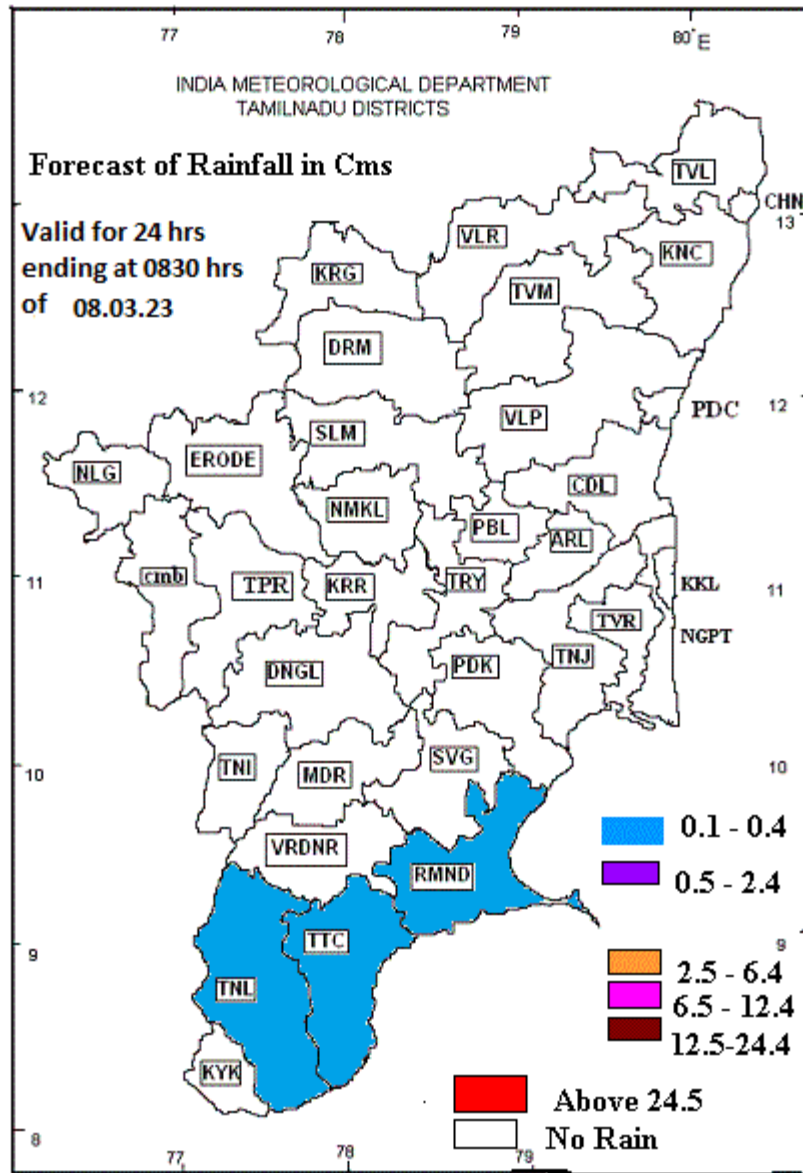 77 78 79 80°E
INDIA METEOROLOGICAL DEPARTMENT
TAMILNADU DISTRICTS
Forecast of Rainfall in Cms
TVL
CHN
13
Valid for 24 hrs
ending at 0830 hrs
of 08.03.23
VLR
KNC
KRG
TVM
DRM
12
12
PDC
VLP
SLM
ERODE
NLG
CDL
NMKL
PBL
ARL
11
cmb
TPR
KRR
TRY
KKL
11
TVR
NGPT
PDK
TNJ
DNGL
10
TNI
MDR
SVG
10
0.1 - 0.4
VRDNR
RMND
0.5 - 2.4
9
TTC
9
TNL
2.5 - 6.4
6.5 - 12.4
12.5-24.4
KYK
Above 24.5
8
No Rain
77 78 79